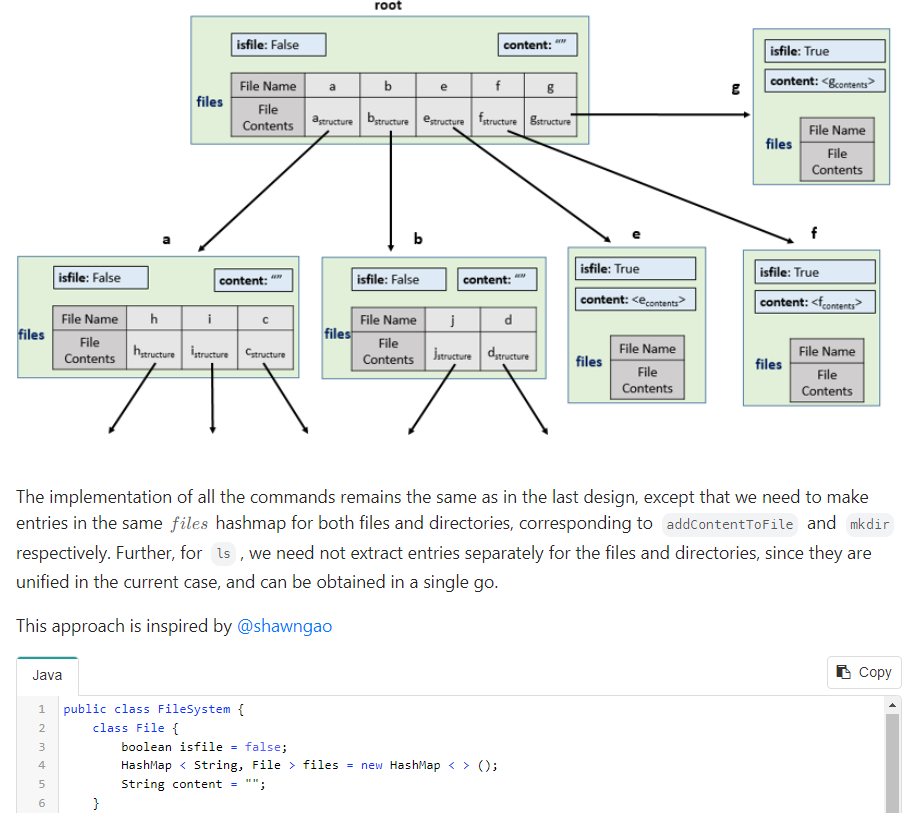 root
isfile: False
content: “”
files
File Name a b e f g
File Contents astructure bstructure estructure fstructure gstructure
g
isfile: True
content: <gcontents>
files
File Name
File Contents
a
isfile: False
content: “”
files
File Name h i c
File Contents hstructure istructure cstructure
b
isfile: False
content: “”
files
File Name j d
File Contents jstructure dstructure
e
isfile: True
content: <econtents>
files
File Name
File Contents
f
isfile: True
content: <fcontents>
files
File Name
File Contents
The implementation of all the commands remains the same as in the last design, except that we need to make
entries in the same files hashmap for both files and directories, corresponding to addContentToFile and mkdir
respectively. Further, for ls , we need not extract entries separately for the files and directories, since they are
unified in the current case, and can be obtained in a single go.
This approach is inspired by @shawngao
Java
Copy
1 public class FileSystem {
2 class File {
3 boolean isfile = false;
4 HashMap < String, File > files = new HashMap < > ();
5 String content = "";
6 }